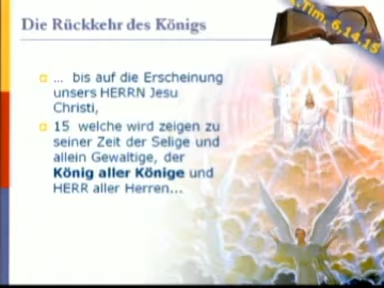 Die Rückkehr des Königs
1.Tim. 6,14.15
... bis auf die Erscheinung
unsers HERRN Jesu
Christi,
15 welche wird zeigen zu
seiner Zeit der Selige und
allein Gewaltige, der
König aller Könige und
HERR aller Herren...